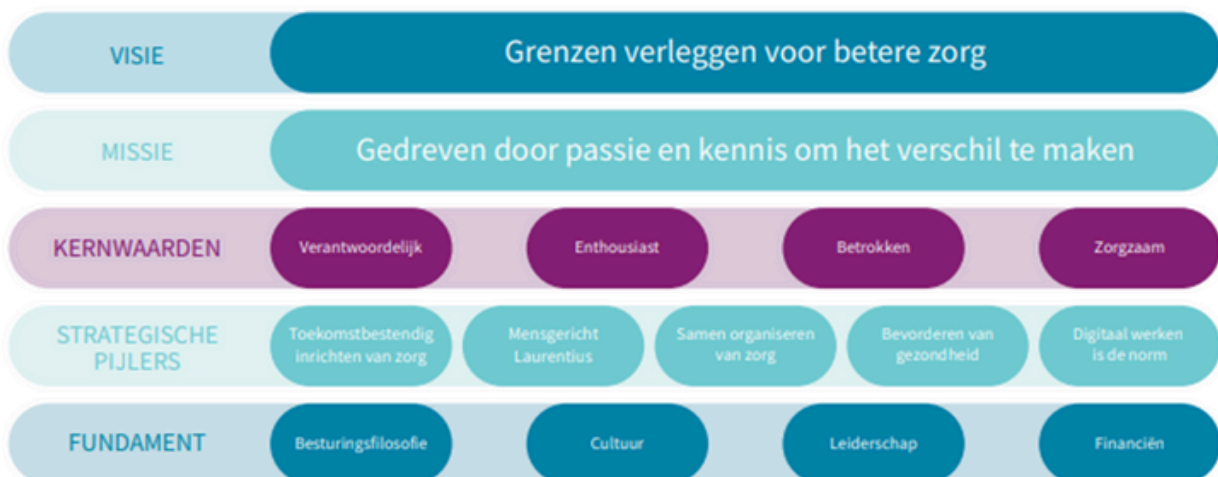 VISIE
Grenzen verleggen voor betere zorg
MISSIE
Gedreven door passie en kennis om het verschil te maken
KERNWAARDEN
Verantwoordelijk
Enthousiast
Betrokken
Zorgzaam
STRATEGISCHE
PIJLERS
Toekomstbestendig
inrichten van zorg
Mensgericht
Laurentius
Samen organiseren
van zorg
Bevorderen van
gezondheid
Digitaal werken
is de norm
FUNDAMENT
Besturingsfilosofie
Cultuur
Leiderschap
Financiën